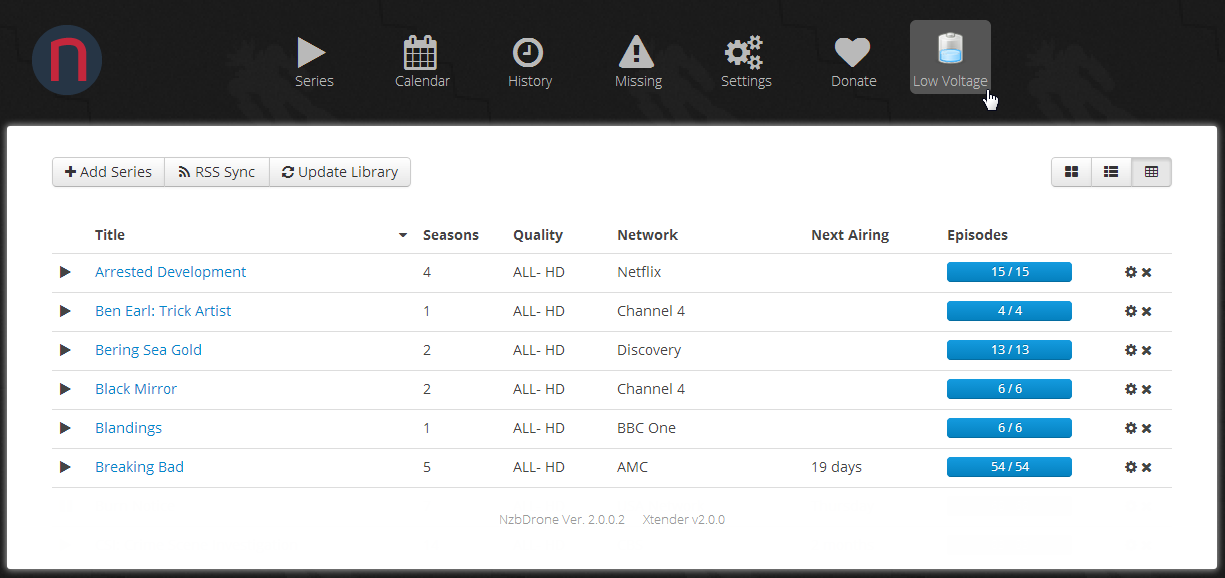 n
Series Calendar History Missing Settings Donate Low Voltage
Add Series RSS Sync Update Library
Title Seasons Quality Network Next Airing Episodes
Arrested Development 4 ALL- HD Netflix 15 / 15
Ben Earl: Trick Artist 1 ALL- HD Channel 4 4 / 4
Bering Sea Gold 2 ALL- HD Discovery 13 / 13
Black Mirror 2 ALL- HD Channel 4 6 / 6
Blandings 1 ALL- HD BBC One 6 / 6
Breaking Bad 5 ALL- HD AMC 19 days 54 / 54
NzbDrone Ver. 2.0.0.2 Xtender v2.0.0